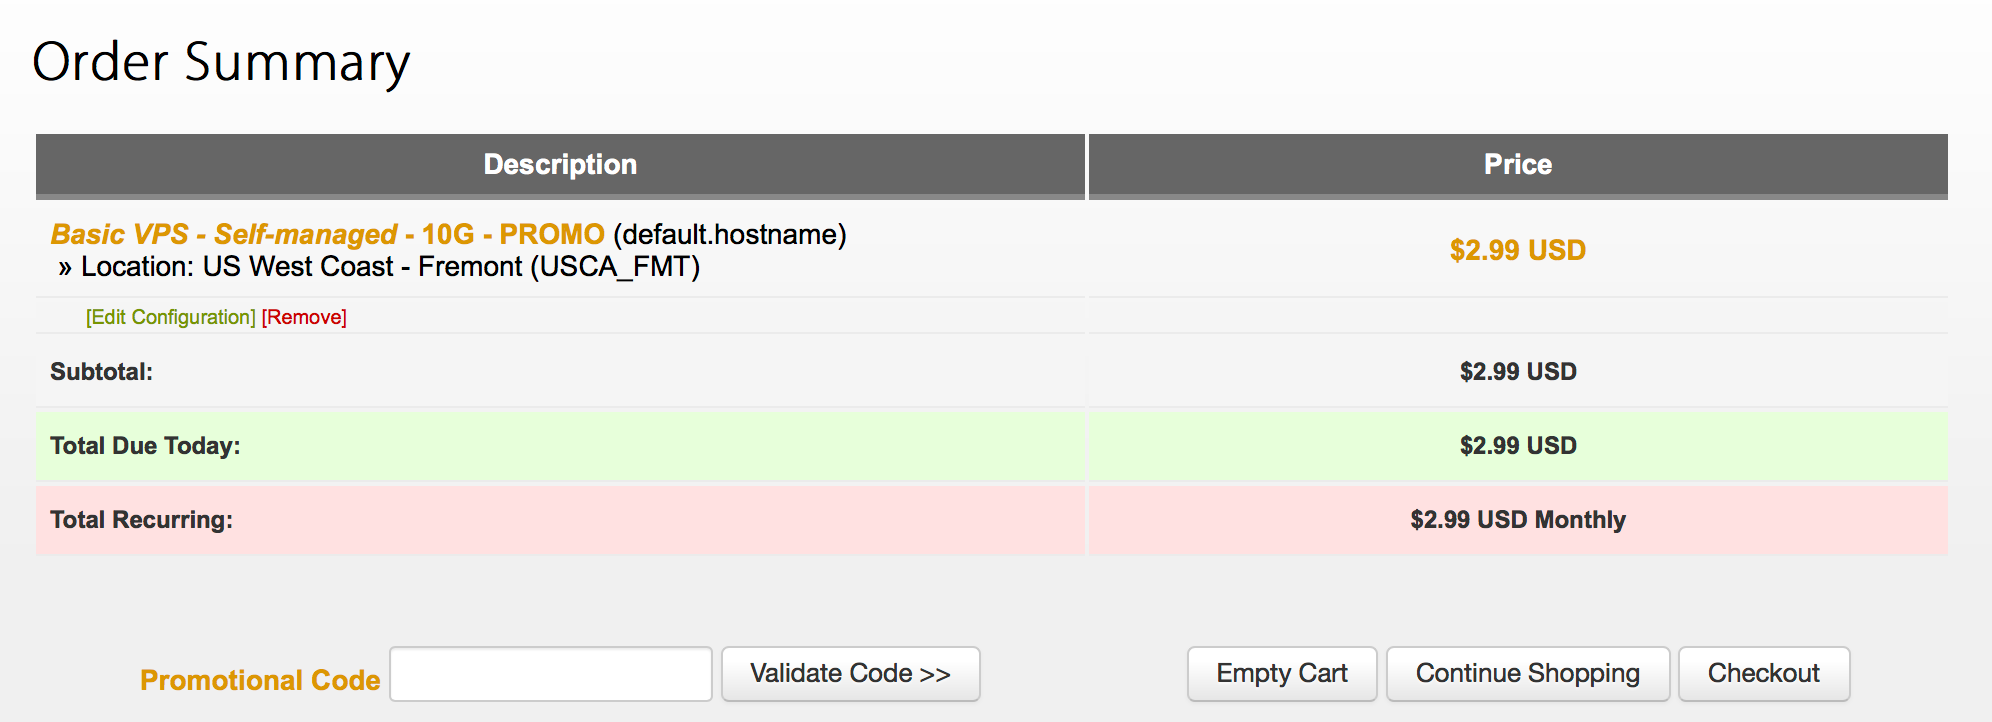 Order Summary
Description Price
Basic VPS - Self-managed - 10G - PROMO (default.hostname)
» Location: US West Coast - Fremont (USCA_FMT)
$2.99 USD
[Edit Configuration] [Remove]
Subtotal: $2.99 USD
Total Due Today: $2.99 USD
Total Recurring: $2.99 USD Monthly
Promotional Code Validate Code >> Empty Cart Continue Shopping Checkout